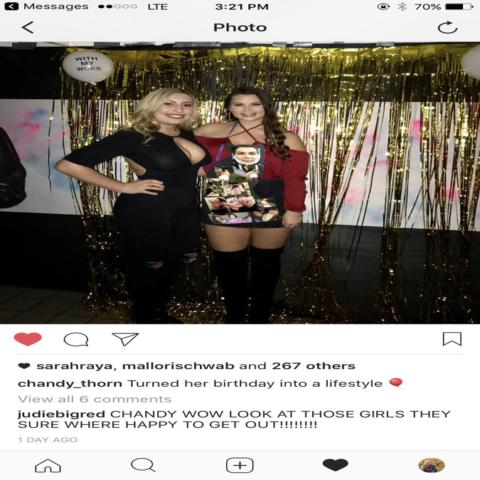 Messages LTE 3:21 PM 70%
Photo
WITH
MY
WOES
sarahraya, mallorischwab and 267 others
chandy_thorn Turned her birthday into a lifestyle 🎈
View all 6 comments
judiebigred CHANDY WOW LOOK AT THOSE GIRLS THEY
SURE WHERE HAPPY TO GET OUT!!!!!!!!
1 DAY AGO